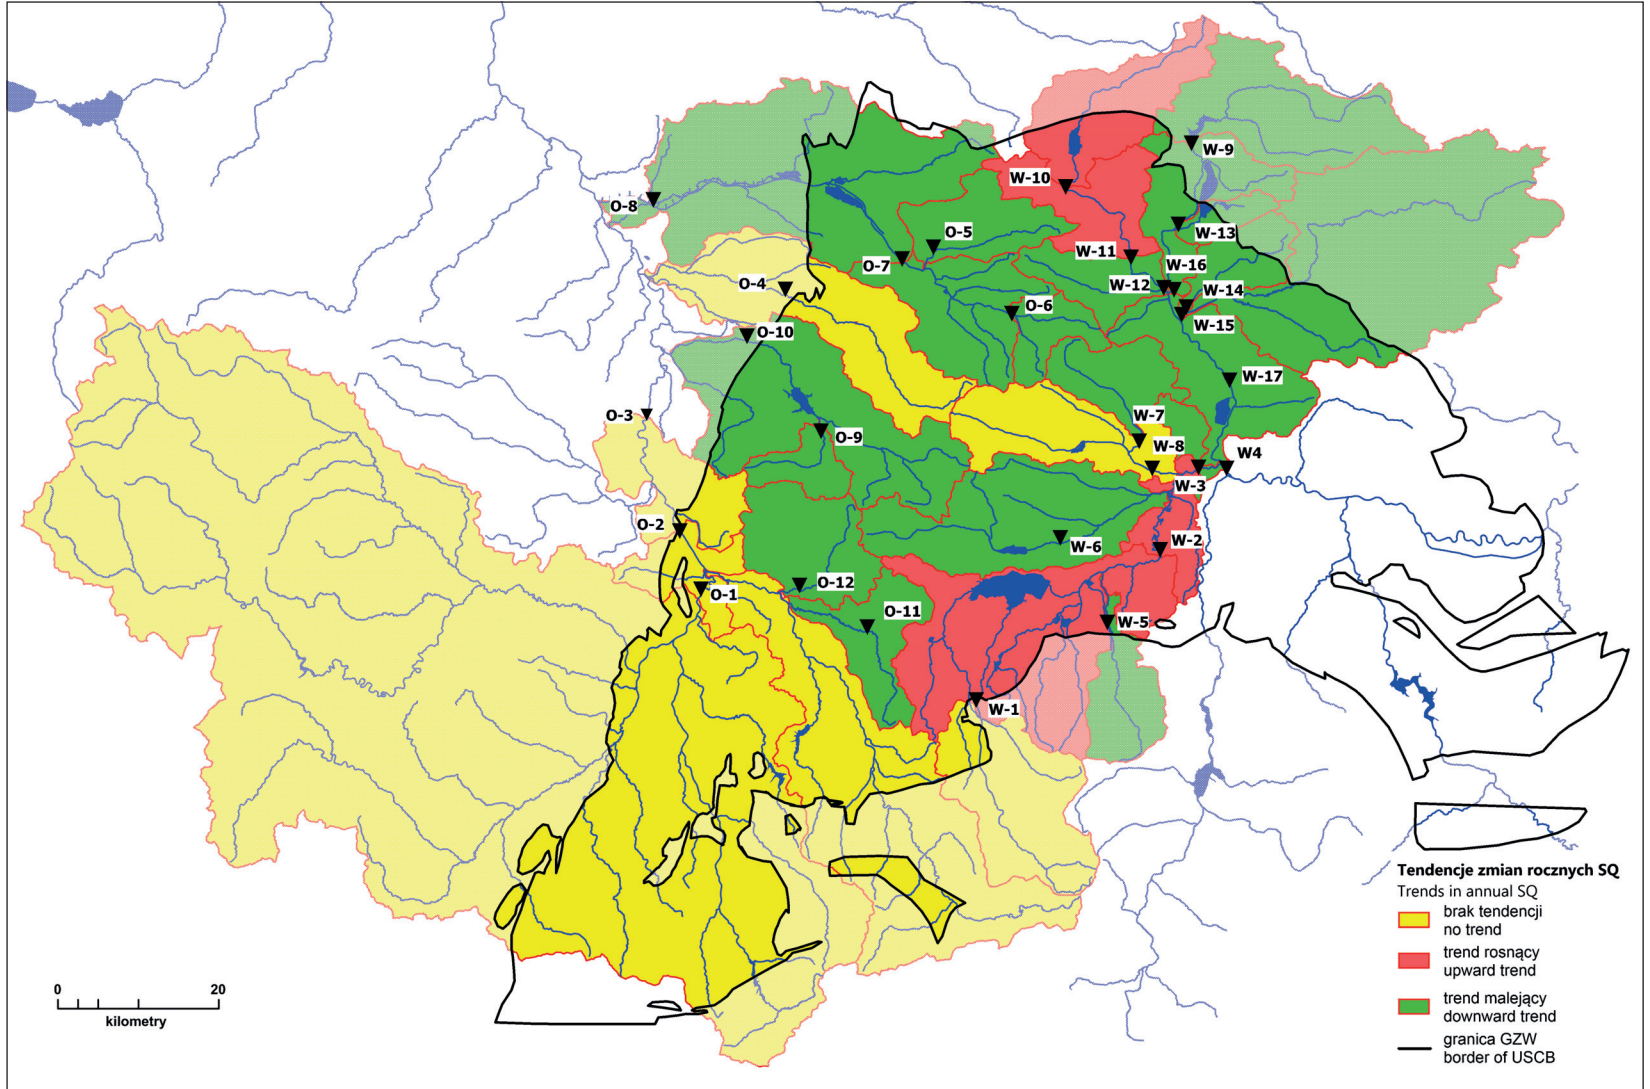 W-9
W-10
O-8
W-13
O-5
W-11
O-7
W-16
O-4
W-12
W-14
O-6
W-15
O-10
W-17
O-3
W-7
O-9
W-8
W4
W-3
O-2
W-6
W-2
O-12
O-1
O-11
W-5
W-1
Tendencje zmian rocznych SQ
Trends in annual SQ
brak tendencji
no trend
trend rosnący
upward trend
trend malejący
downward trend
granica GZW
border of USCB
0 20
kilometry